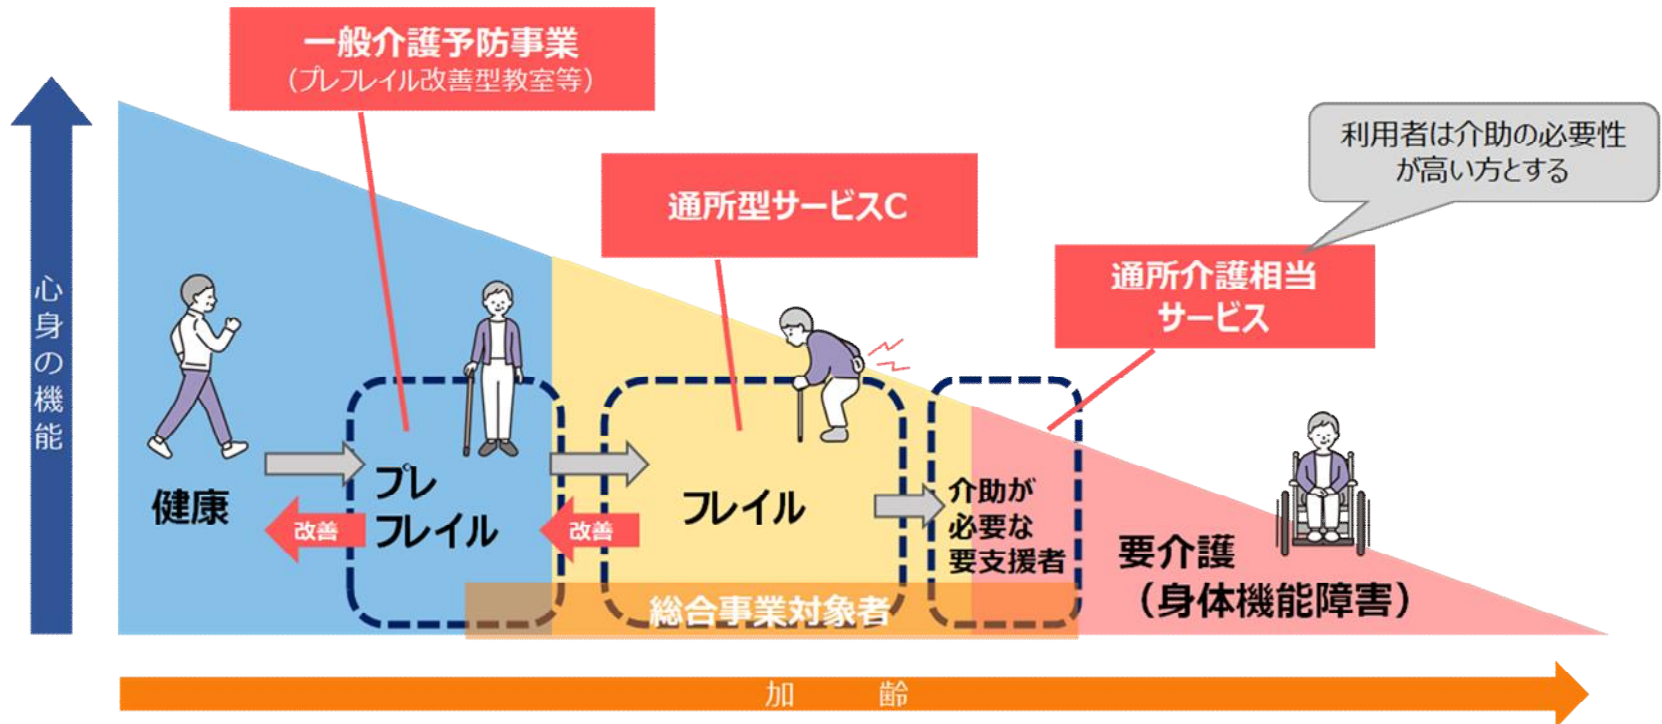 一般介護予防事業
（プレフレイル改善型教室等）
利用者は介助の必要性
が高い方とする
通所型サービスC
通所介護相当
サービス
心身の機能
健康
改善
プレ
フレイル
改善
フレイル
介助が
必要な
要支援者
要介護
（身体機能障害）
総合事業対象者
加　齢